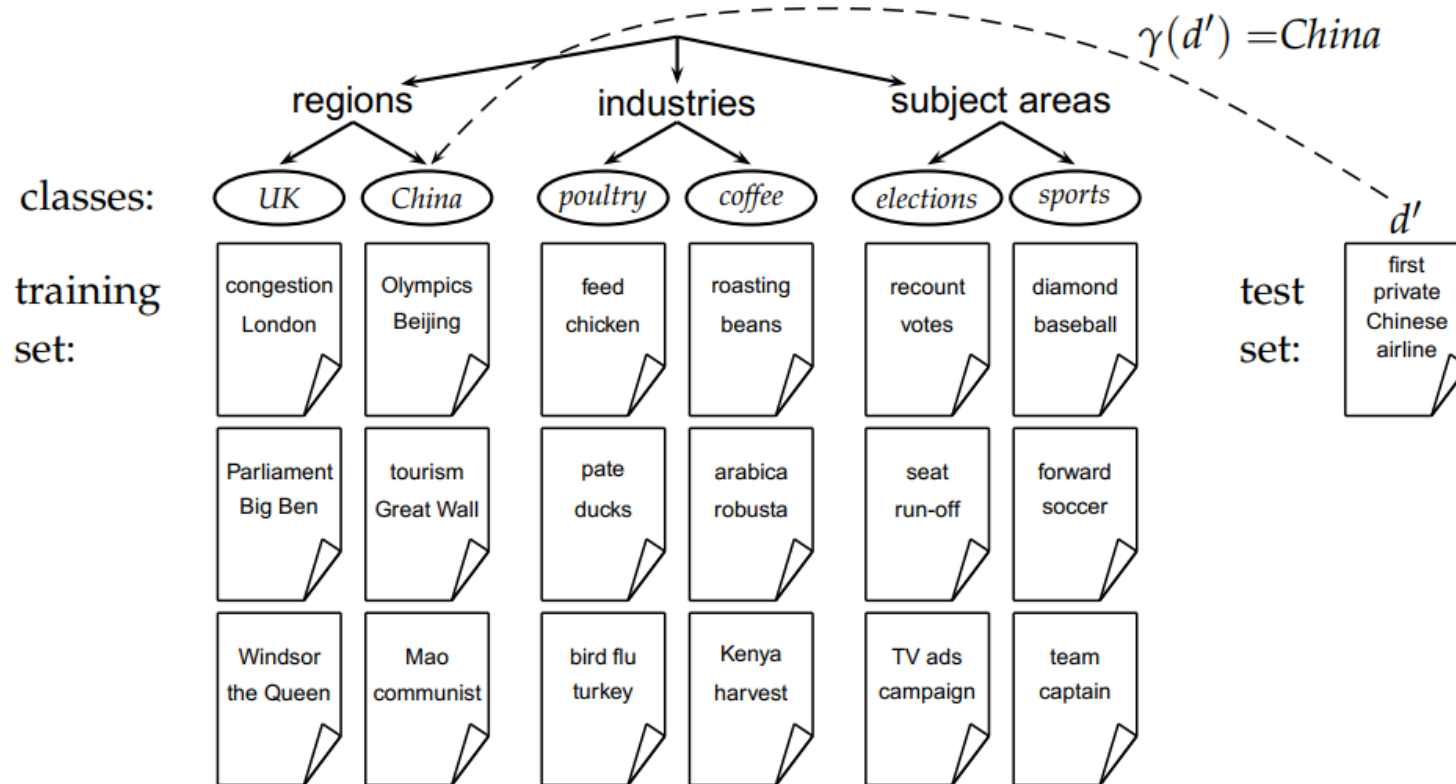 γ(d′) =China
regions
industries
subject areas
classes:
UK
China
poultry
coffee
elections
sports
d′
training
set:
congestion
London
Olympics
Beijing
feed
chicken
roasting
beans
recount
votes
diamond
baseball
test
set:
first
private
Chinese
airline
Parliament
Big Ben
tourism
Great Wall
pate
ducks
arabica
robusta
seat
run-off
forward
soccer
Windsor
the Queen
Mao
communist
bird flu
turkey
Kenya
harvest
TV ads
campaign
team
captain